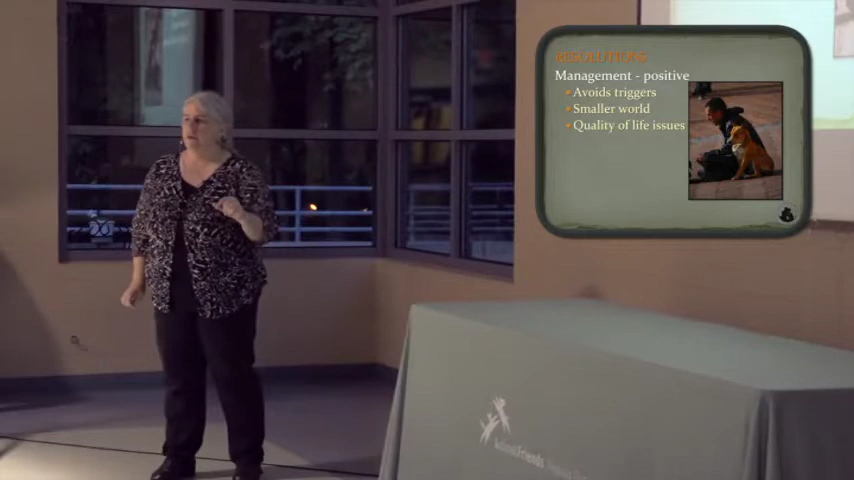 RESOLUTIONS
Management - positive
Avoids triggers
Smaller world
Quality of life issues